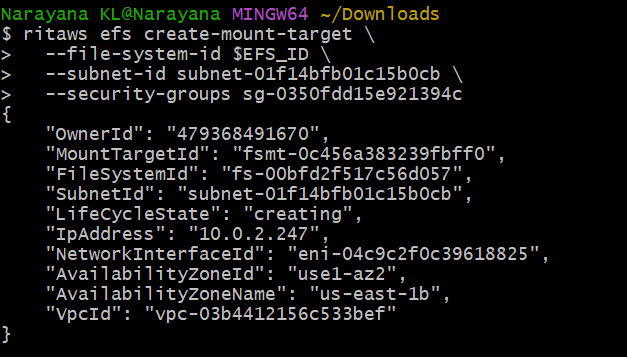 Narayana KL@Narayana MINGW64 ~/Downloads
$ ritaws efs create-mount-target \
>   --file-system-id $EFS_ID \
>   --subnet-id subnet-01f14bfb01c15b0cb \
>   --security-groups sg-0350fdd15e921394c
{
    "OwnerId": "479368491670",
    "MountTargetId": "fsmt-0c456a383239fbff0",
    "FileSystemId": "fs-00bfd2f517c56d057",
    "SubnetId": "subnet-01f14bfb01c15b0cb",
    "LifeCycleState": "creating",
    "IpAddress": "10.0.2.247",
    "NetworkInterfaceId": "eni-04c9c2f0c39618825",
    "AvailabilityZoneId": "use1-az2",
    "AvailabilityZoneName": "us-east-1b",
    "VpcId": "vpc-03b4412156c533bef"
}